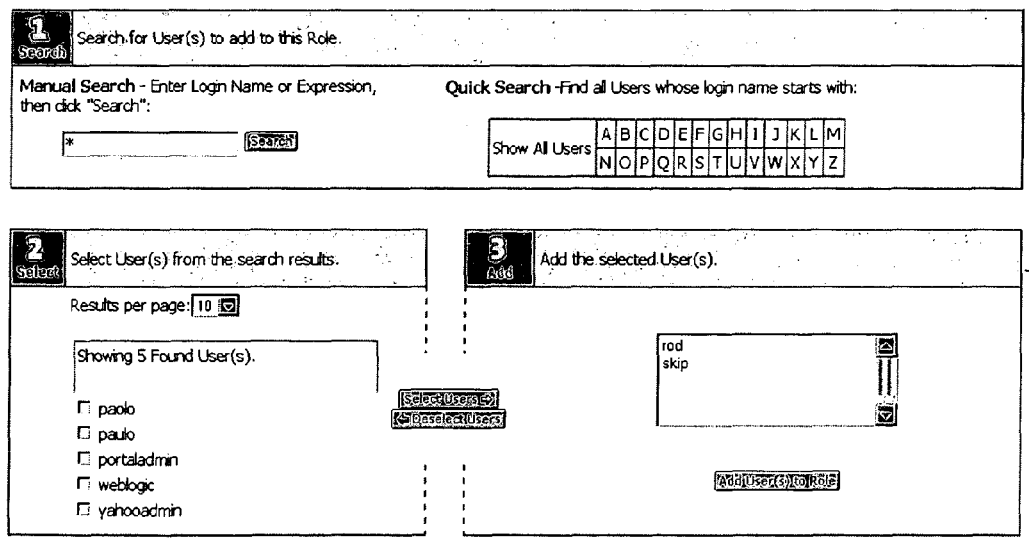 1
Search
Search for User(s) to add to this Role.
Manual Search - Enter Login Name or Expression,
then click "Search":
*
Search
Quick Search -Find all Users whose login name starts with:
Show All Users
A B C D E F G H I J K L M
N O P Q R S T U V W X Y Z
2
Select
Select User(s) from the search results.
Results per page: 10
Showing 5 Found User(s).
paolo
paulo
portaladmin
weblogic
yahooadmin
Select Users
Deselect Users
3
Add
Add the selected User(s).
rod
skip
Add User(s) to Role